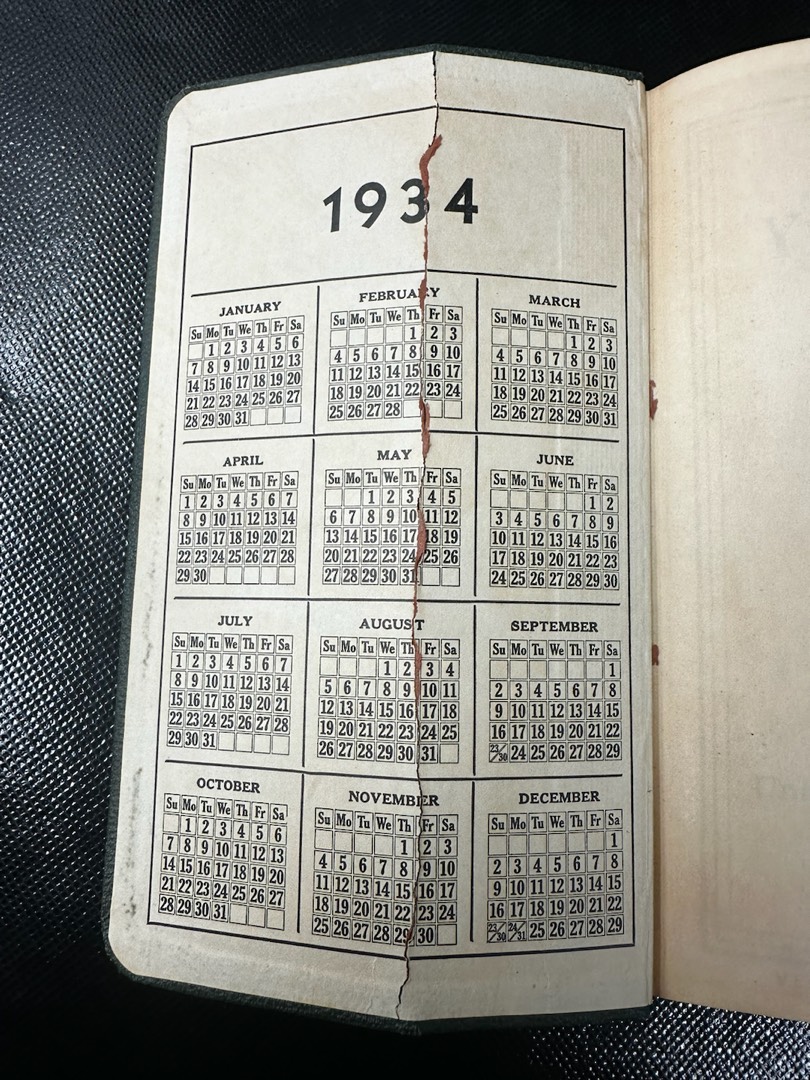 1934
JANUARY
Su Mo Tu We Th Fr Sa
1 2 3 4 5 6
7 8 9 10 11 12 13
14 15 16 17 18 19 20
21 22 23 24 25 26 27
28 29 30 31
FEBRUARY
Su Mo Tu We Th Fr Sa
1 2 3
4 5 6 7 8 9 10
11 12 13 14 15 16 17
18 19 20 21 22 23 24
25 26 27 28
MARCH
Su Mo Tu We Th Fr Sa
1 2 3
4 5 6 7 8 9 10
11 12 13 14 15 16 17
18 19 20 21 22 23 24
25 26 27 28 29 30 31
APRIL
Su Mo Tu We Th Fr Sa
1 2 3 4 5 6 7
8 9 10 11 12 13 14
15 16 17 18 19 20 21
22 23 24 25 26 27 28
29 30
MAY
Su Mo Tu We Th Fr Sa
1 2 3 4 5
6 7 8 9 10 11 12
13 14 15 16 17 18 19
20 21 22 23 24 25 26
27 28 29 30 31
JUNE
Su Mo Tu We Th Fr Sa
1 2
3 4 5 6 7 8 9
10 11 12 13 14 15 16
17 18 19 20 21 22 23
24 25 26 27 28 29 30
JULY
Su Mo Tu We Th Fr Sa
1 2 3 4 5 6 7
8 9 10 11 12 13 14
15 16 17 18 19 20 21
22 23 24 25 26 27 28
29 30 31
AUGUST
Su Mo Tu We Th Fr Sa
1 2 3 4
5 6 7 8 9 10 11
12 13 14 15 16 17 18
19 20 21 22 23 24 25
26 27 28 29 30 31
SEPTEMBER
Su Mo Tu We Th Fr Sa
1
2 3 4 5 6 7 8
9 10 11 12 13 14 15
16 17 18 19 20 21 22
23/30 24 25 26 27 28 29
OCTOBER
Su Mo Tu We Th Fr Sa
1 2 3 4 5 6
7 8 9 10 11 12 13
14 15 16 17 18 19 20
21 22 23 24 25 26 27
28 29 30 31
NOVEMBER
Su Mo Tu We Th Fr Sa
1 2 3
4 5 6 7 8 9 10
11 12 13 14 15 16 17
18 19 20 21 22 23 24
25 26 27 28 29 30
DECEMBER
Su Mo Tu We Th Fr Sa
1
2 3 4 5 6 7 8
9 10 11 12 13 14 15
16 17 18 19 20 21 22
23/30 24/31 25 26 27 28 29